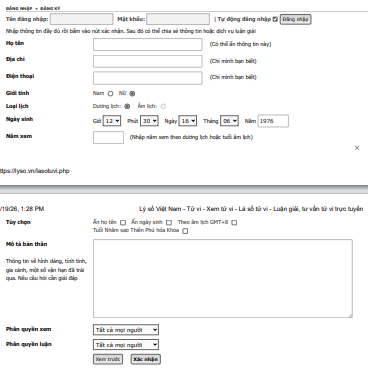 ĐĂNG NHẬP - ĐĂNG KÝ
Tên đăng nhập: Mật khẩu: | Tự động đăng nhập Đăng nhập
Nhập thông tin đầy đủ rồi bấm vào nút xác nhận. Sau đó có thể chia sẻ thông tin hoặc dịch vụ luận giải
Họ tên (Có thể ẩn thông tin này)
Địa chỉ (Chỉ mình bạn biết)
Điện thoại (Chỉ mình bạn biết)
Giới tính Nam Nữ
Loại lịch Dương lịch: Âm lịch:
Ngày sinh Giờ 12 Phút 30 Ngày 16 Tháng 06 Năm 1976
Năm xem (Nhập năm xem theo dương lịch hoặc tuổi âm lịch)
×
ttps://lyso.vn/lasotuvi.php
/19/26, 1:28 PM Lý số Việt Nam - Tử vi - Xem tử vi - Lá số tử vi - Luận giải, tư vấn tử vi trực tuyến
Tùy chọn Ẩn họ tên Ẩn ngày sinh Theo âm lịch GMT+8
Tuổi Nhâm sao Thiên Phủ hóa Khoa
Mô tả bản thân
Thông tin về hình dáng, tính tình,
gia cảnh, một số vận hạn đã trải
qua. Nêu câu hỏi cần giải đáp
Phân quyền xem Tất cả mọi người
Phân quyền luận Tất cả mọi người
Xem trước Xác nhận